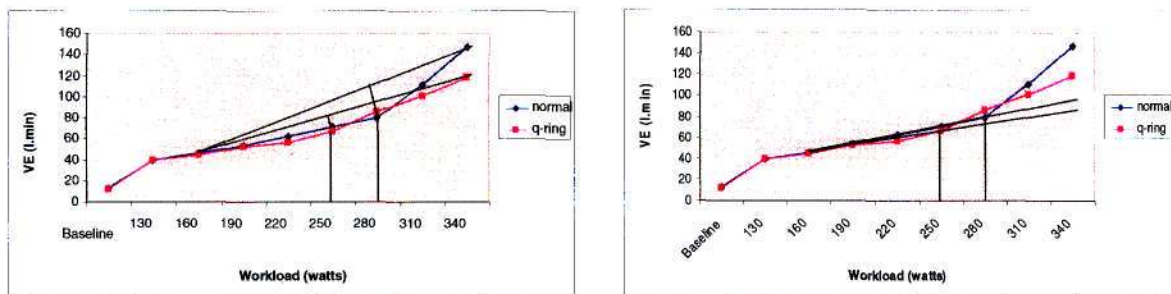 160
140
120
100
80
60
40
20
0
VE (l.min)
Baseline
130 160 190 220 250 280 310 340
Workload (watts)
normal
q-ring
160
140
120
100
80
60
40
20
0
VE (l.min)
Baseline 130 160 190 220 250 280 310 340
Workload (watts)
normal
q-ring